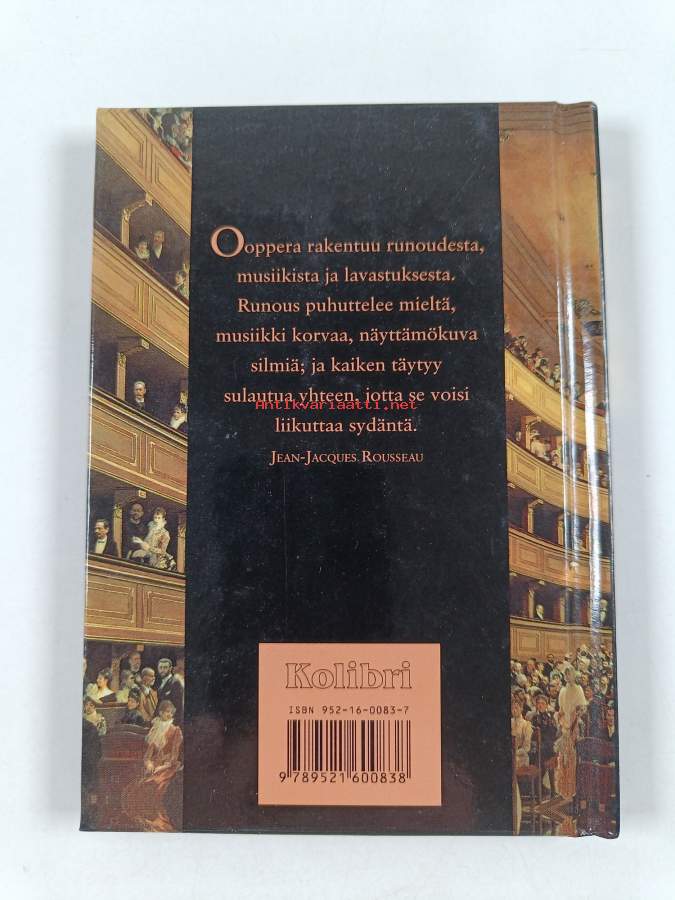 Ooppera rakentuu runoudesta,
musiikista ja lavastuksesta.
Runous puhuttelee mieltä,
musiikki korvaa, näyttämökuva
silmiä; ja kaiken täytyy
sulautua yhteen, jotta se voisi
Antikvariaatti.net
liikuttaa sydäntä.
JEAN-JACQUES ROUSSEAU
Kolibri
ISBN 952-16-0083-7
9 789521 600838